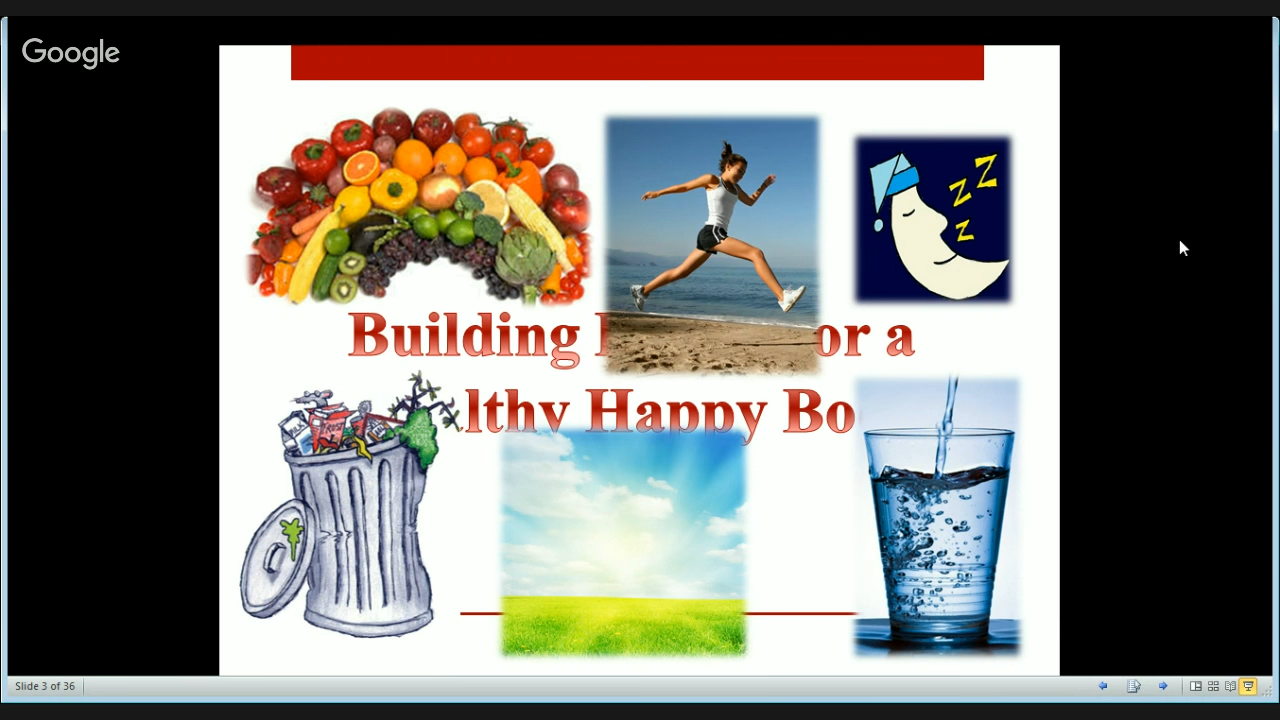 Google
Building or a
lthy Happy Bo
z Z
z
Slide 3 of 36